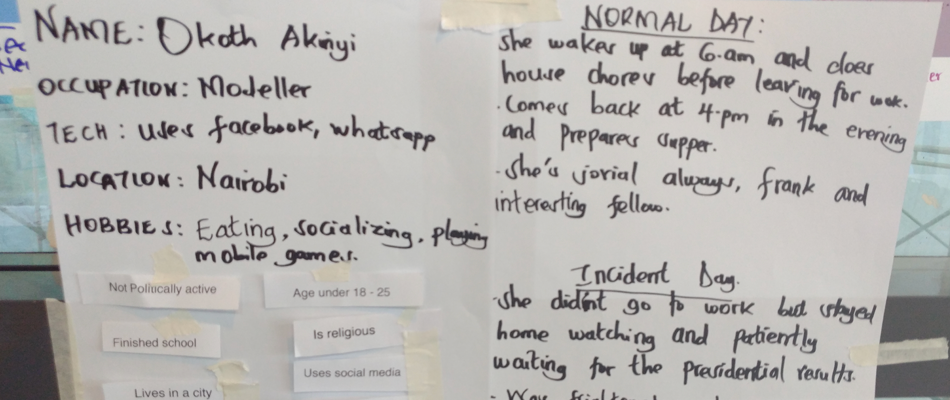 NAME: Okoth Akinyi
OCCUPATION: Modeller
TECH: uses facebook, whatsapp
LOCATION: Nairobi
HOBBIES: Eating, socializing, playing
mobile games.
Not Politically active
Age under 18 - 25
Finished school
Is religious
Uses social media
Lives in a city
NORMAL DAY:
She wakes up at 6.am and does
house chores before leaving for work.
·Comes back at 4.pm in the evening
and prepares supper.
·She's jovial always, frank and
interesting fellow.
Incident Day.
·She didn't go to work but stayed
home watching and patiently
waiting for the presidential results.
- Was